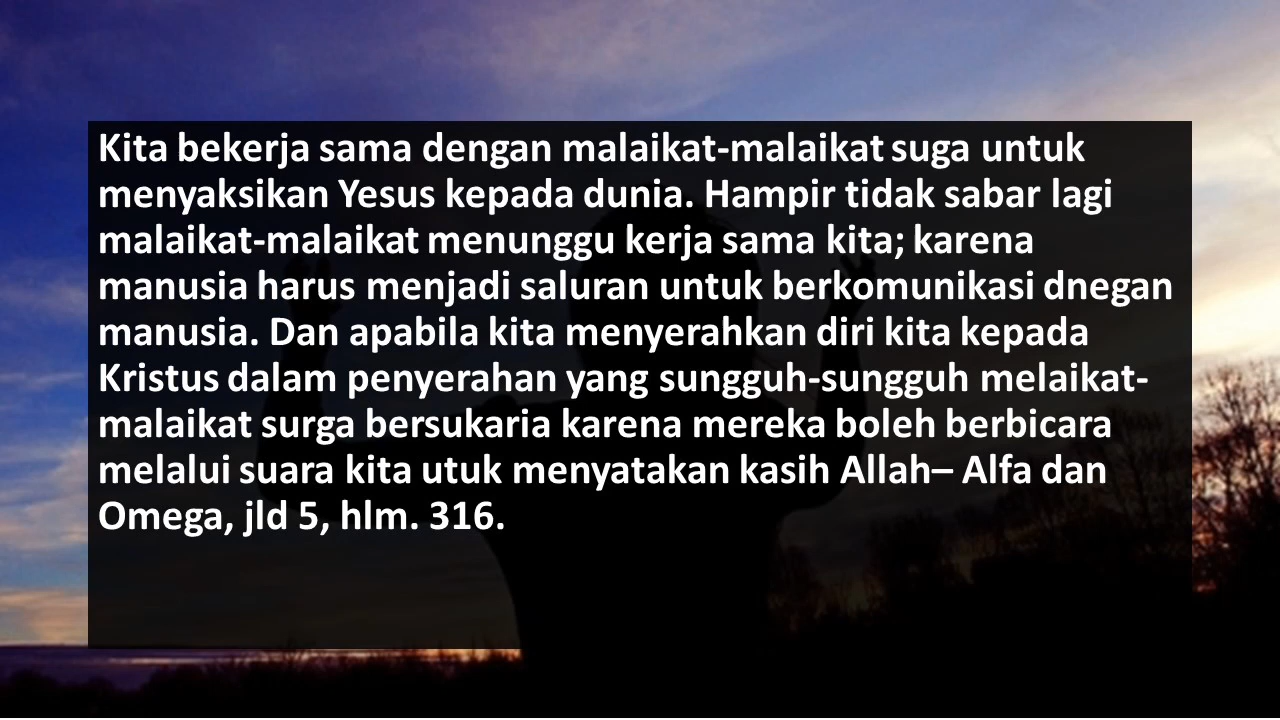 Kita bekerja sama dengan malaikat-malaikat suga untuk
menyaksikan Yesus kepada dunia. Hampir tidak sabar lagi
malaikat-malaikat menunggu kerja sama kita; karena
manusia harus menjadi saluran untuk berkomunikasi dnegan
manusia. Dan apabila kita menyerahkan diri kita kepada
Kristus dalam penyerahan yang sungguh-sungguh melaikat-
malaikat surga bersukaria karena mereka boleh berbicara
melalui suara kita utuk menyatakan kasih Allah– Alfa dan
Omega, jld 5, hlm. 316.